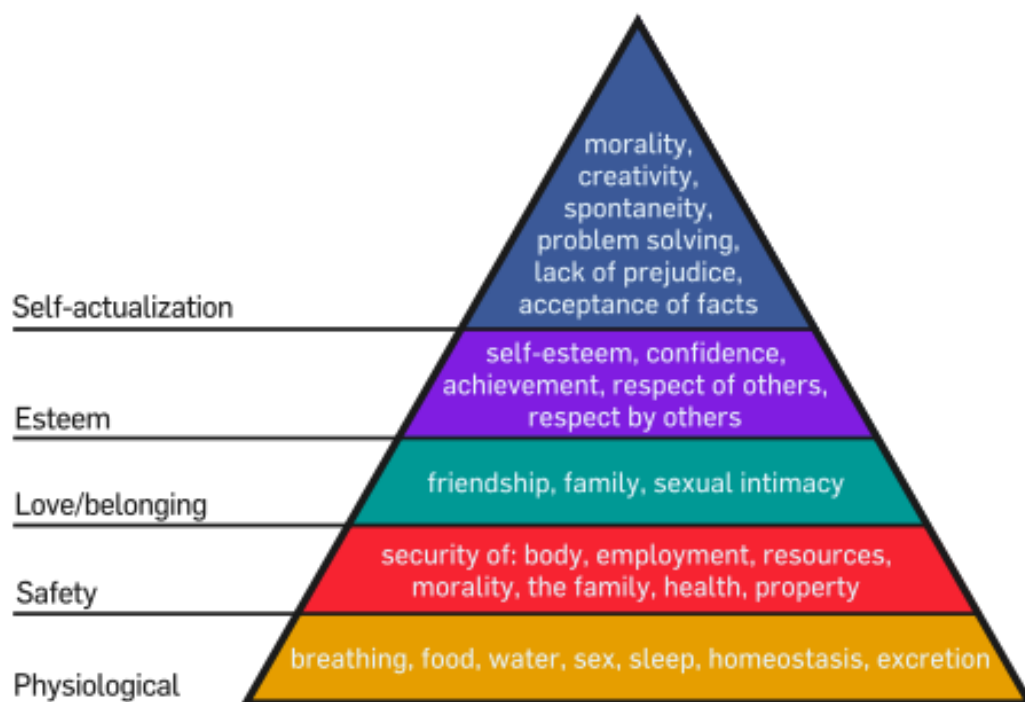 morality,
creativity,
spontaneity,
problem solving,
lack of prejudice,
acceptance of facts
Self-actualization
self-esteem, confidence,
achievement, respect of others,
respect by others
Esteem
friendship, family, sexual intimacy
Love/belonging
security of: body, employment, resources,
morality, the family, health, property
Safety
breathing, food, water, sex, sleep, homeostasis, excretion
Physiological